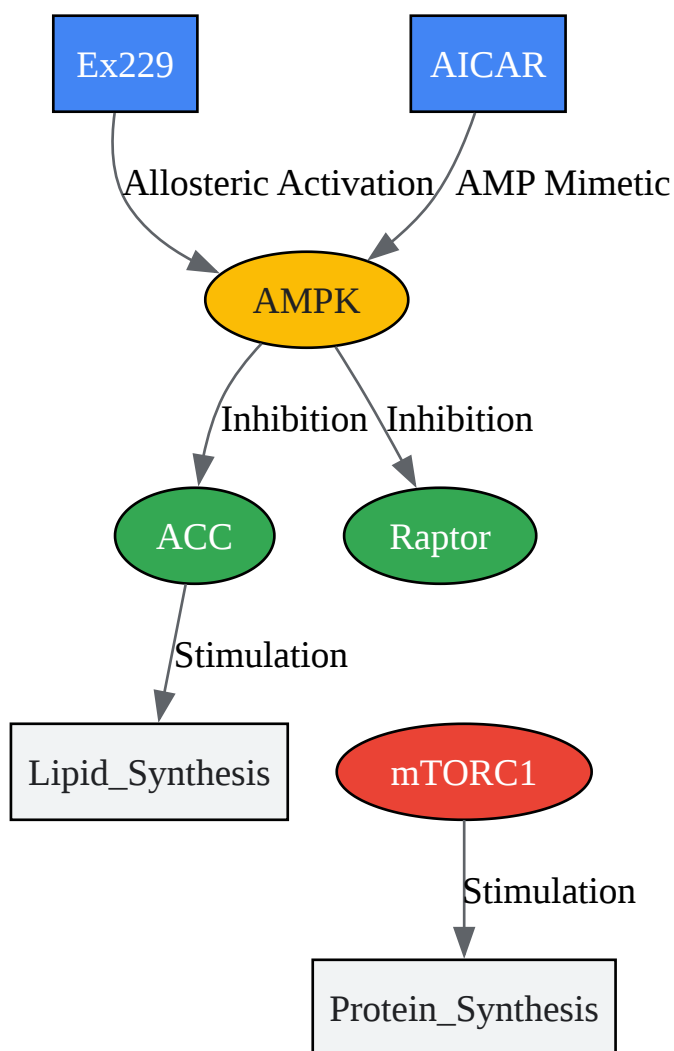 Ex229
AICAR
Allosteric Activation
AMP Mimetic
AMPK
Inhibition
Inhibition
ACC
Raptor
Stimulation
Lipid_Synthesis
mTORC1
Stimulation
Protein_Synthesis